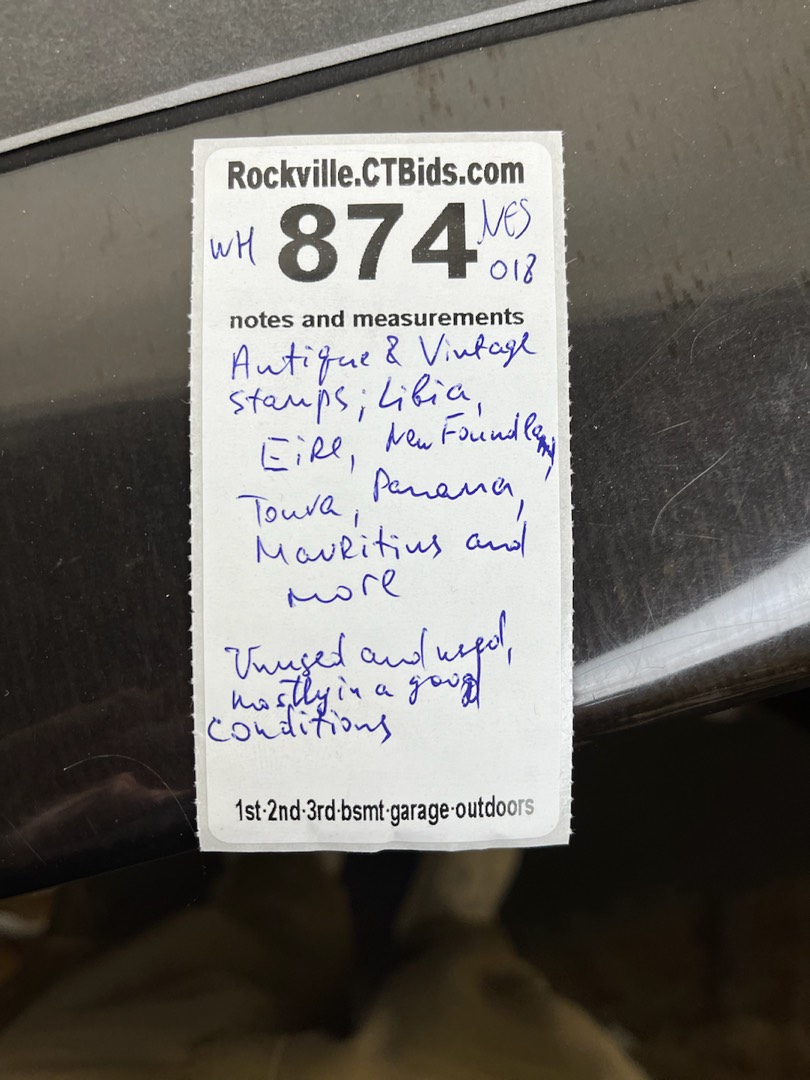 Rockville.CTBids.com
WH 874 NES
018
notes and measurements
Antique & Vintage
stamps; Libia,
EiRe, New Foundland,
Touva, Panama,
MauRitius and
more
Unused and used,
mostly in a good
conditions
1st·2nd·3rd·bsmt·garage·outdoors